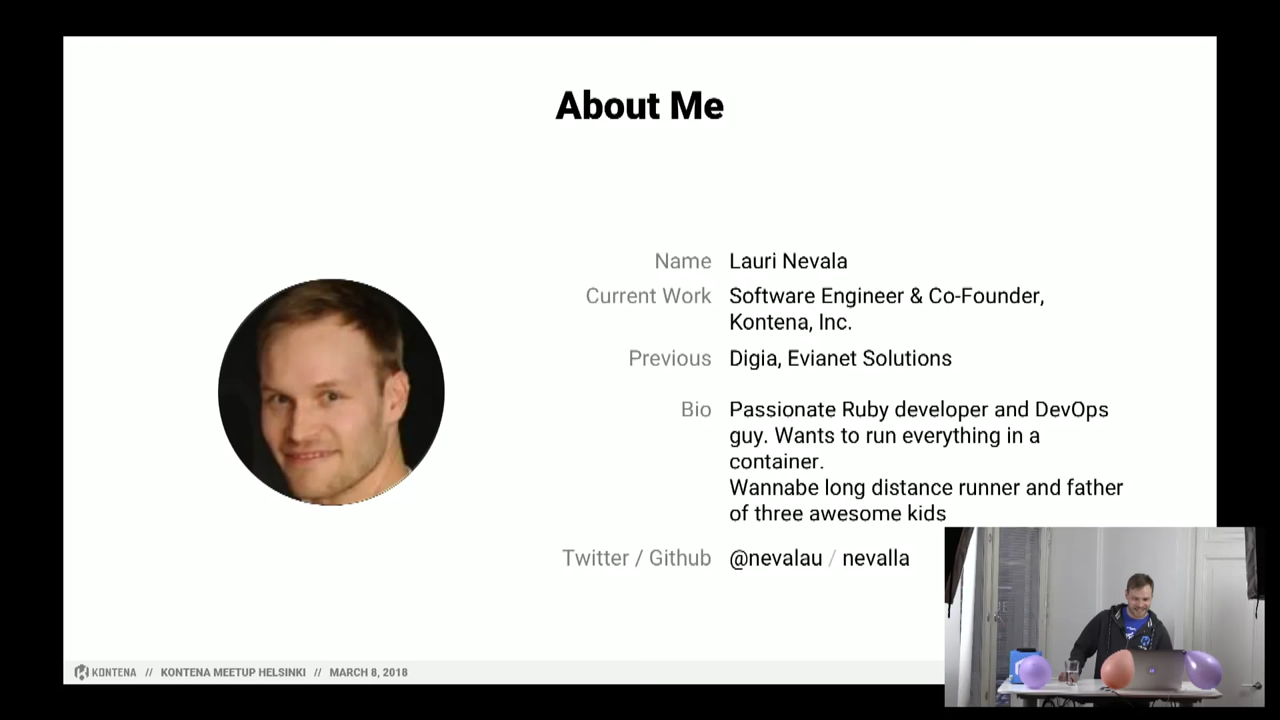 About Me
Name Lauri Nevala
Current Work Software Engineer & Co-Founder,
Kontena, Inc.
Previous Digia, Evianet Solutions
Bio Passionate Ruby developer and DevOps
guy. Wants to run everything in a
container.
Wannabe long distance runner and father
of three awesome kids
Twitter / Github @nevalau / nevalla
KONTENA // KONTENA MEETUP HELSINKI // MARCH 8, 2018